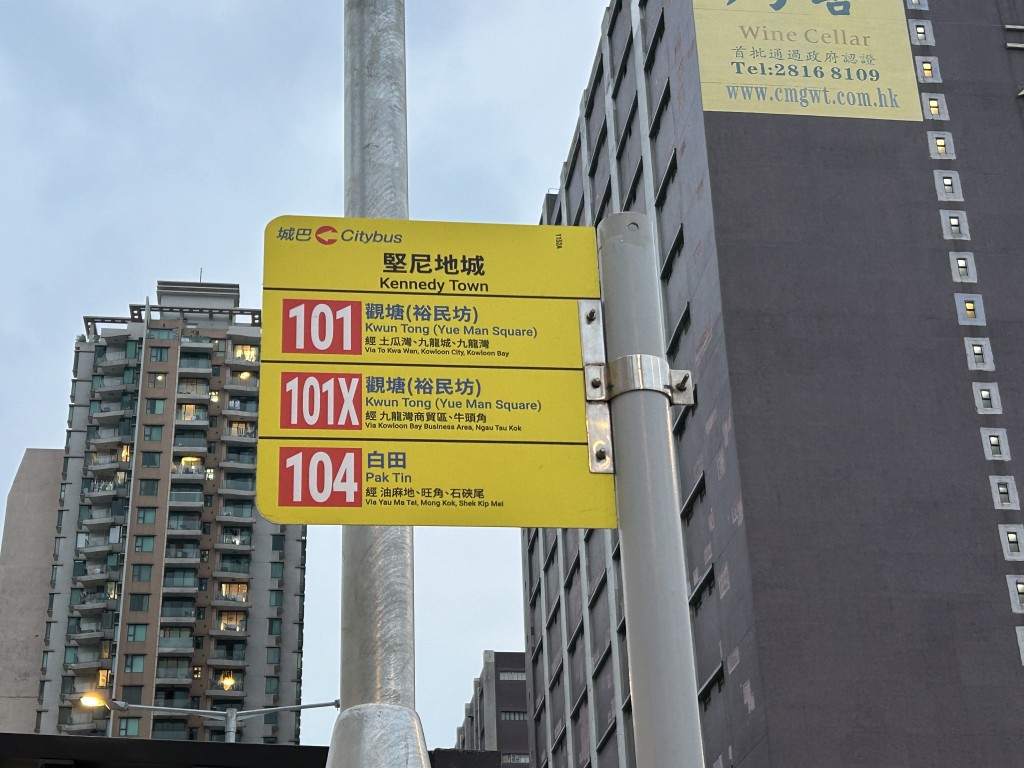 Wine Cellar
首批通過政府認證
Tel:2816 8109
www.cmgwt.com.hk
城巴 Citybus
堅尼地城
Kennedy Town
101
觀塘(裕民坊)
Kwun Tong (Yue Man Square)
經 土瓜灣、九龍城、九龍灣
Via To Kwa Wan, Kowloon City, Kowloon Bay
101X
觀塘(裕民坊)
Kwun Tong (Yue Man Square)
經 九龍灣商貿區、牛頭角
Via Kowloon Bay Business Area, Ngau Tau Kok
104
白田
Pak Tin
經 油麻地、旺角、石硤尾
Via Yau Ma Tei, Mong Kok, Shek Kip Mei